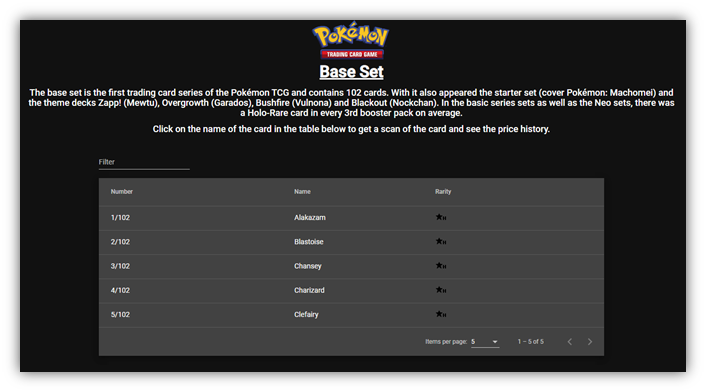 POKéMON
TRADING CARD GAME
Base Set
The base set is the first trading card series of the Pokémon TCG and contains 102 cards. With it also appeared the starter set (cover Pokémon: Machomei) and
the theme decks Zapp! (Mewtu), Overgrowth (Garados), Bushfire (Vulnona) and Blackout (Nockchan). In the basic series sets as well as the Neo sets, there was
a Holo-Rare card in every 3rd booster pack on average.
Click on the name of the card in the table below to get a scan of the card and see the price history.
Filter
Number Name Rarity
1/102 Alakazam ★H
2/102 Blastoise ★H
3/102 Chansey ★H
4/102 Charizard ★H
5/102 Clefairy ★H
Items per page: 5 1 – 5 of 5